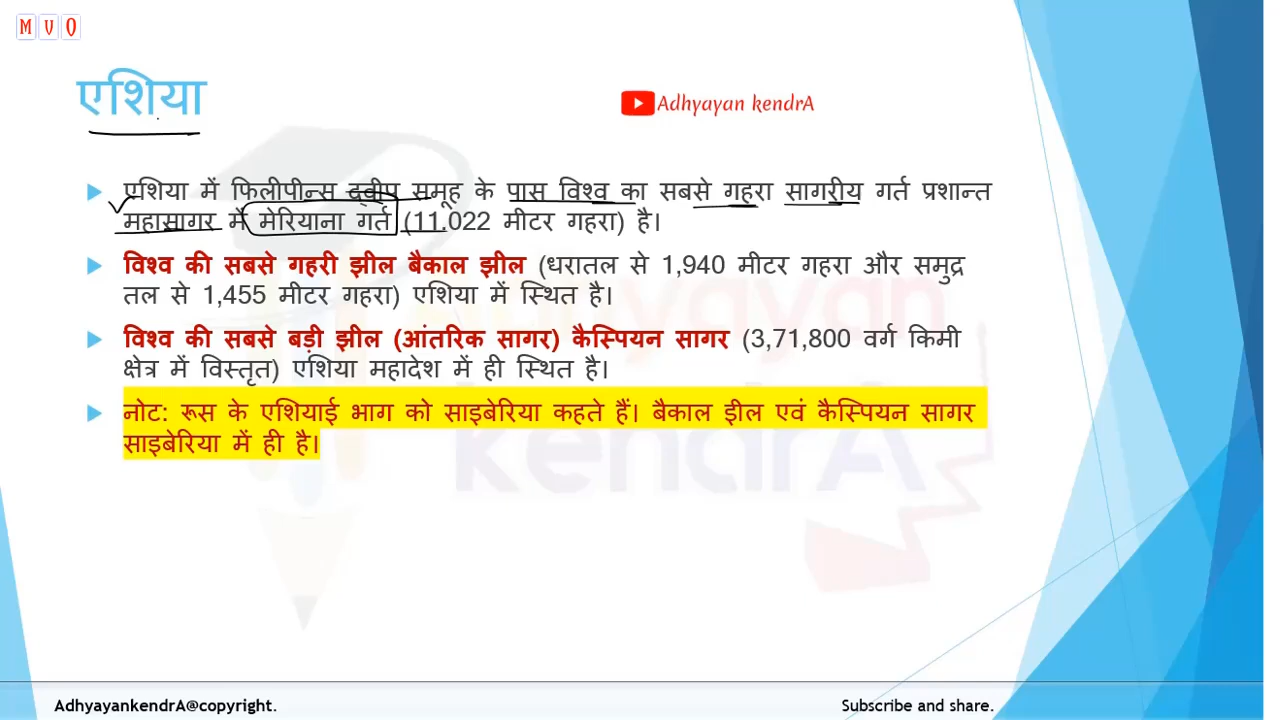 MVO
एशिया
Adhyayan kendrA
एशिया में फिलीपीन्स द्वीप समूह के पास विश्व का सबसे गहरा सागरीय गर्त प्रशान्त
महासागर में मेरियाना गर्त (11.022 मीटर गहरा) है।
विश्व की सबसे गहरी झील बैकाल झील (धरातल से 1,940 मीटर गहरा और समुद्र
तल से 1,455 मीटर गहरा) एशिया में स्थित है।
विश्व की सबसे बड़ी झील (आंतरिक सागर) कैस्पियन सागर (3,71,800 वर्ग किमी
क्षेत्र में विस्तृत) एशिया महादेश में ही स्थित है।
नोट: रूस के एशियाई भाग को साइबेरिया कहते हैं। बैकाल झील एवं कैस्पियन सागर
साइबेरिया में ही है।
Adhyayan
kendrA
AdhyayankendrA@copyright.
Subscribe and share.